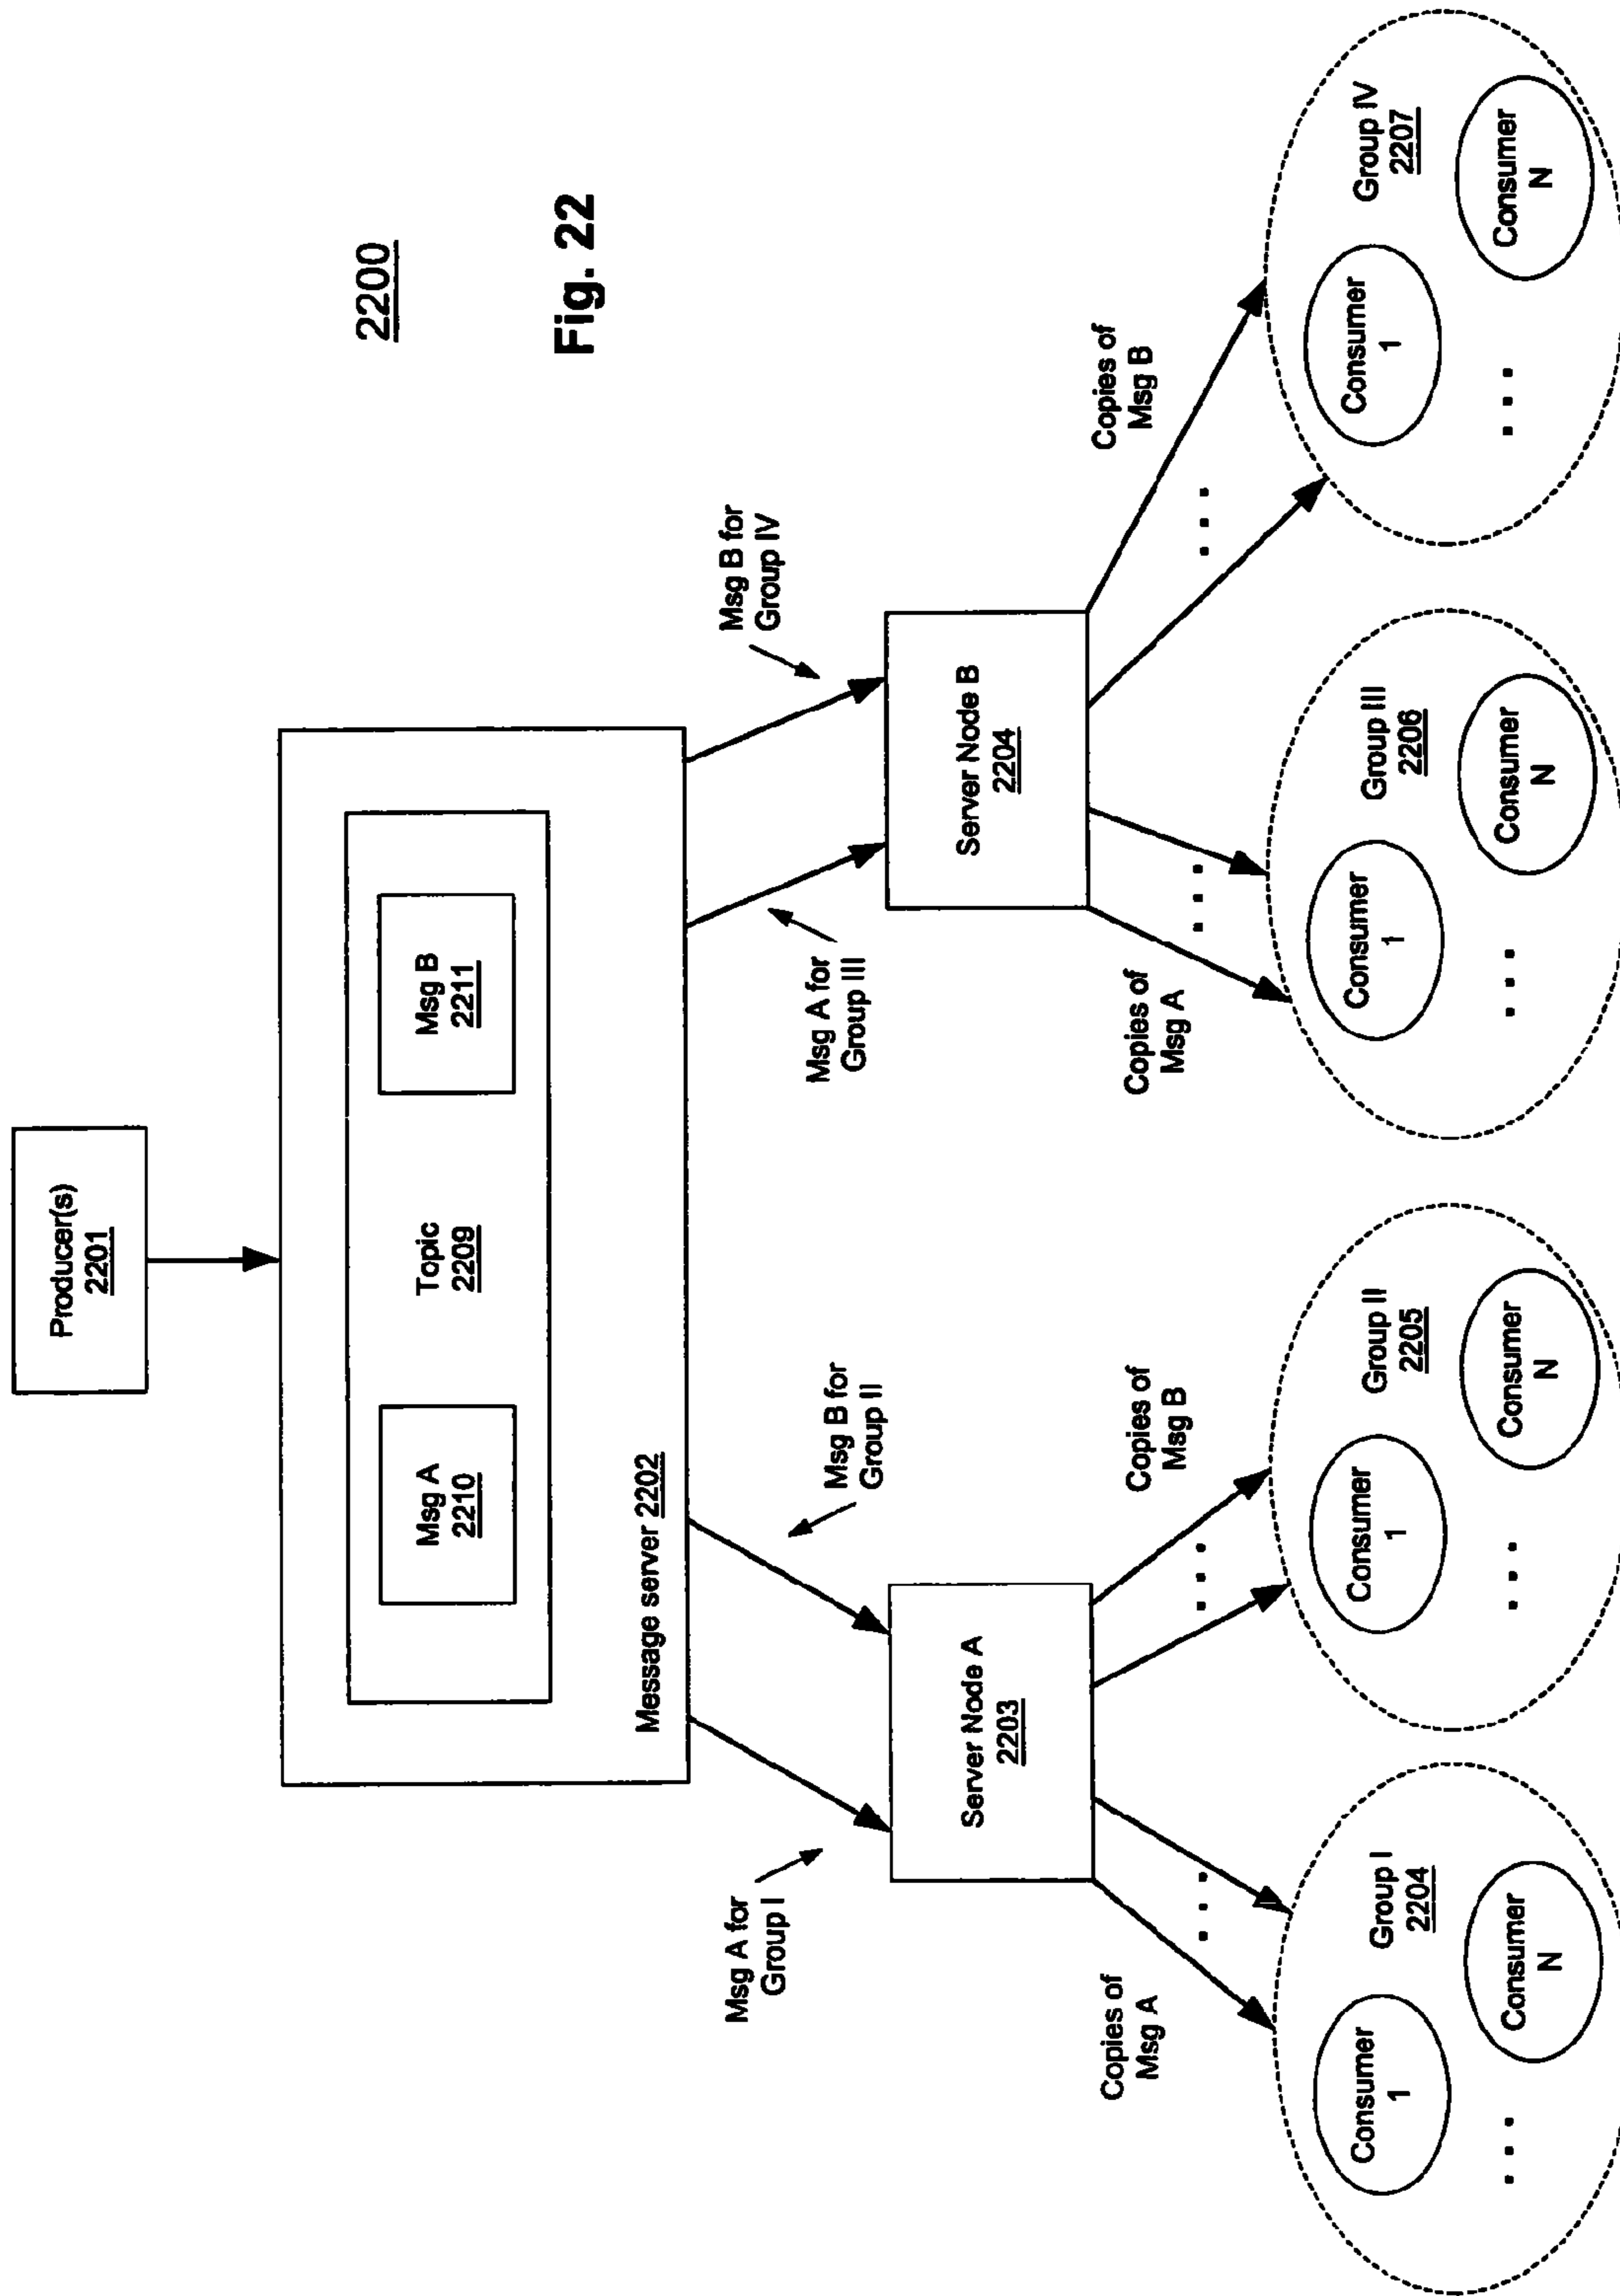 2200
Fig. 22
Producer(s)
2201
Msg A
2210
Topic
2209
Msg B
2211
Message server 2202
Msg A for
Group I
Msg B for
Group II
Msg A for
Group III
Msg B for
Group IV
Server Node A
2203
Server Node B
2204
Copies of
Msg A
. . .
Copies of
Msg B
. . .
Copies of
Msg A
. . .
Copies of
Msg B
. . .
Group I
2204
Consumer
1
. . .
Consumer
N
Group II
2205
Consumer
1
. . .
Consumer
N
Group III
2206
Consumer
1
. . .
Consumer
N
Group IV
2207
Consumer
1
. . .
Consumer
N